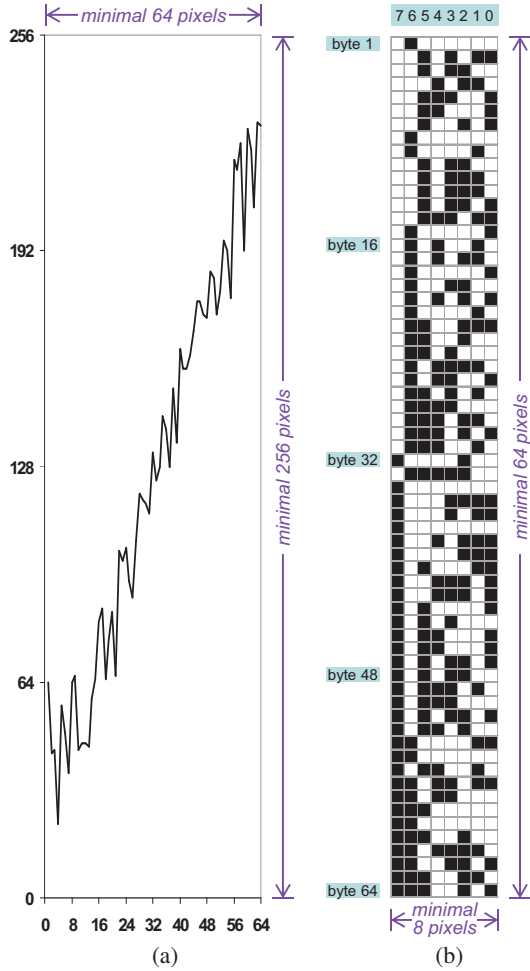 minimal 64 pixels
256
192
128
64
0
0 8 16 24 32 40 48 56 64
minimal 256 pixels
(a)
7 6 5 4 3 2 1 0
byte 1
byte 16
byte 32
byte 48
byte 64
minimal 64 pixels
minimal
8 pixels
(b)